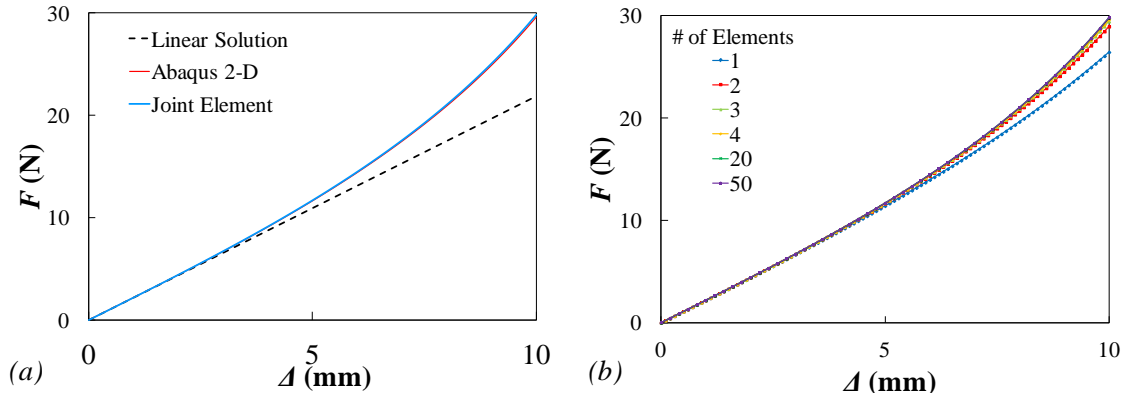 30
20
10
0
F (N)
Linear Solution
Abaqus 2-D
Joint Element
0
5
10
Δ (mm)
(a)
30
20
10
0
F (N)
# of Elements
1
2
3
4
20
50
0
5
10
Δ (mm)
(b)